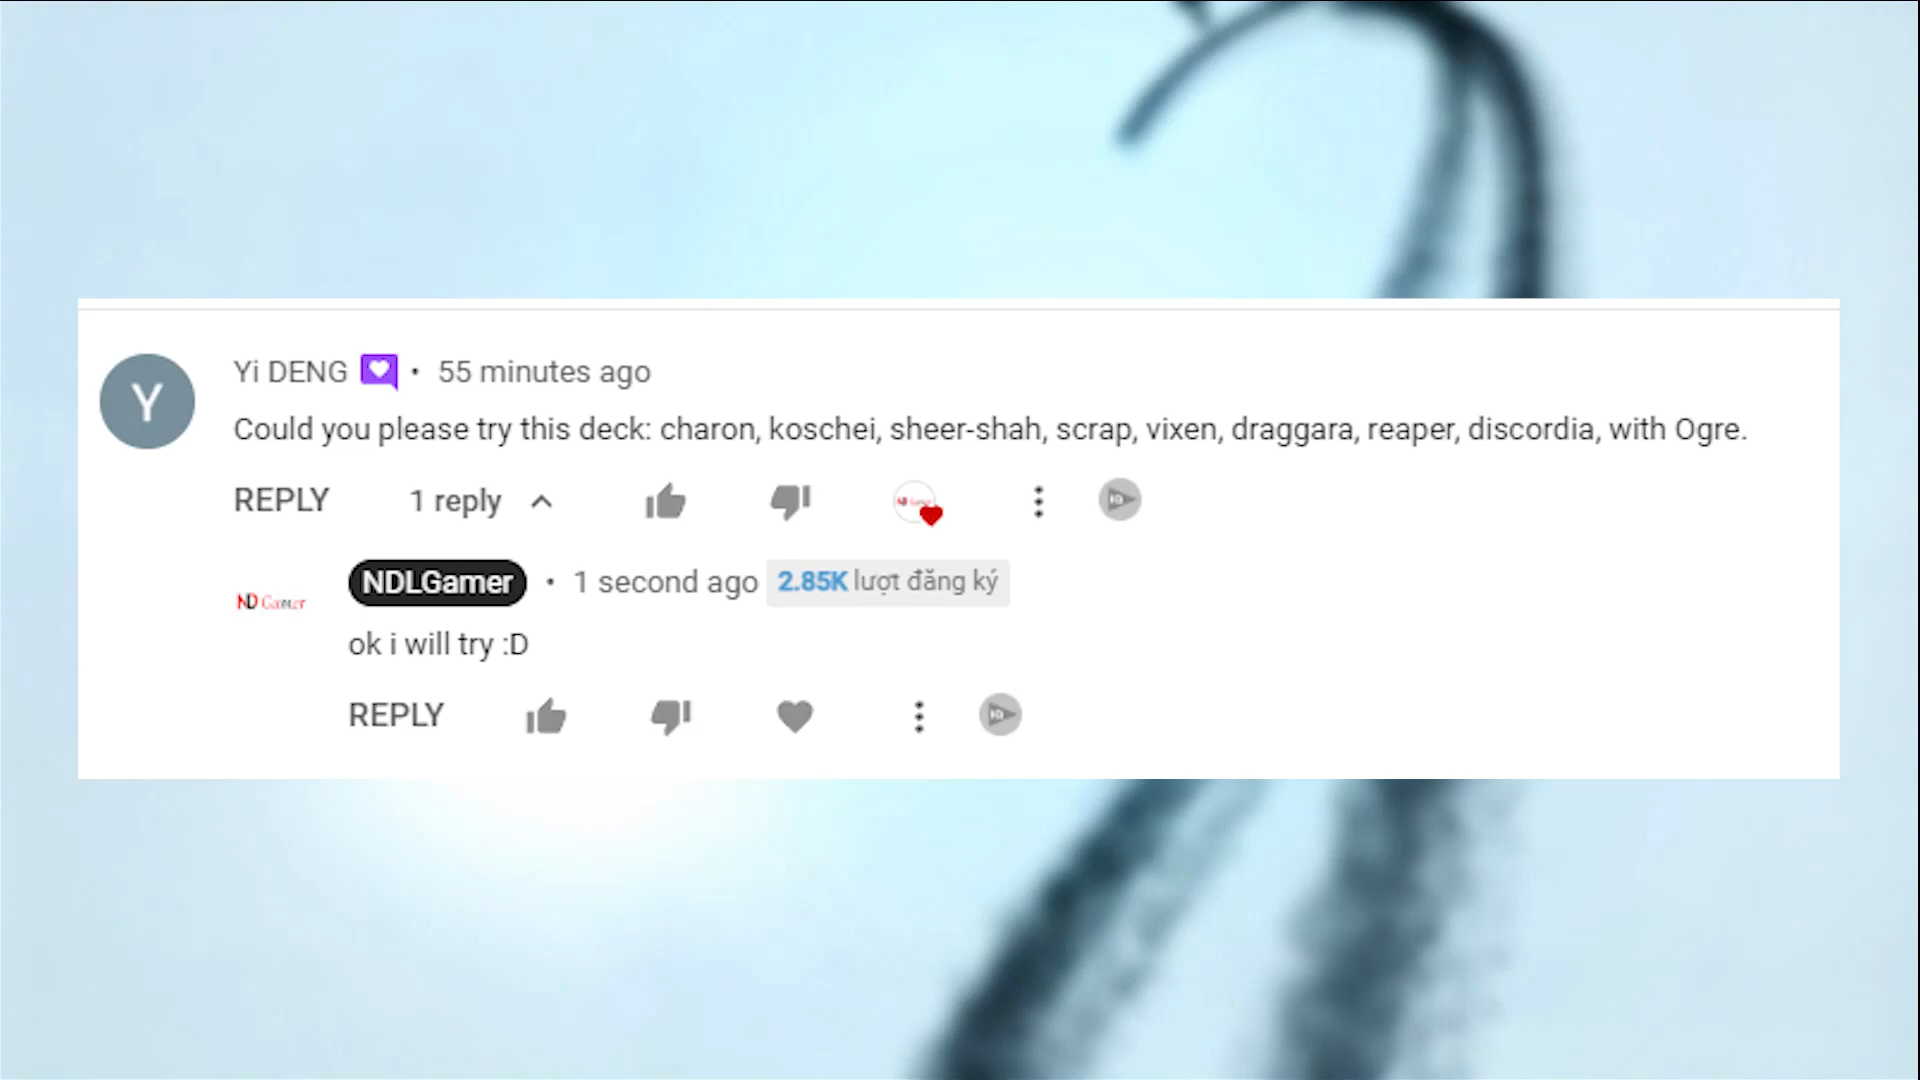 Y
Yi DENG • 55 minutes ago
Could you please try this deck: charon, koschei, sheer-shah, scrap, vixen, draggara, reaper, discordia, with Ogre.
REPLY 1 reply
NDLGamer • 1 second ago 2.85K lượt đăng ký
ND Gamer
ok i will try :D
REPLY